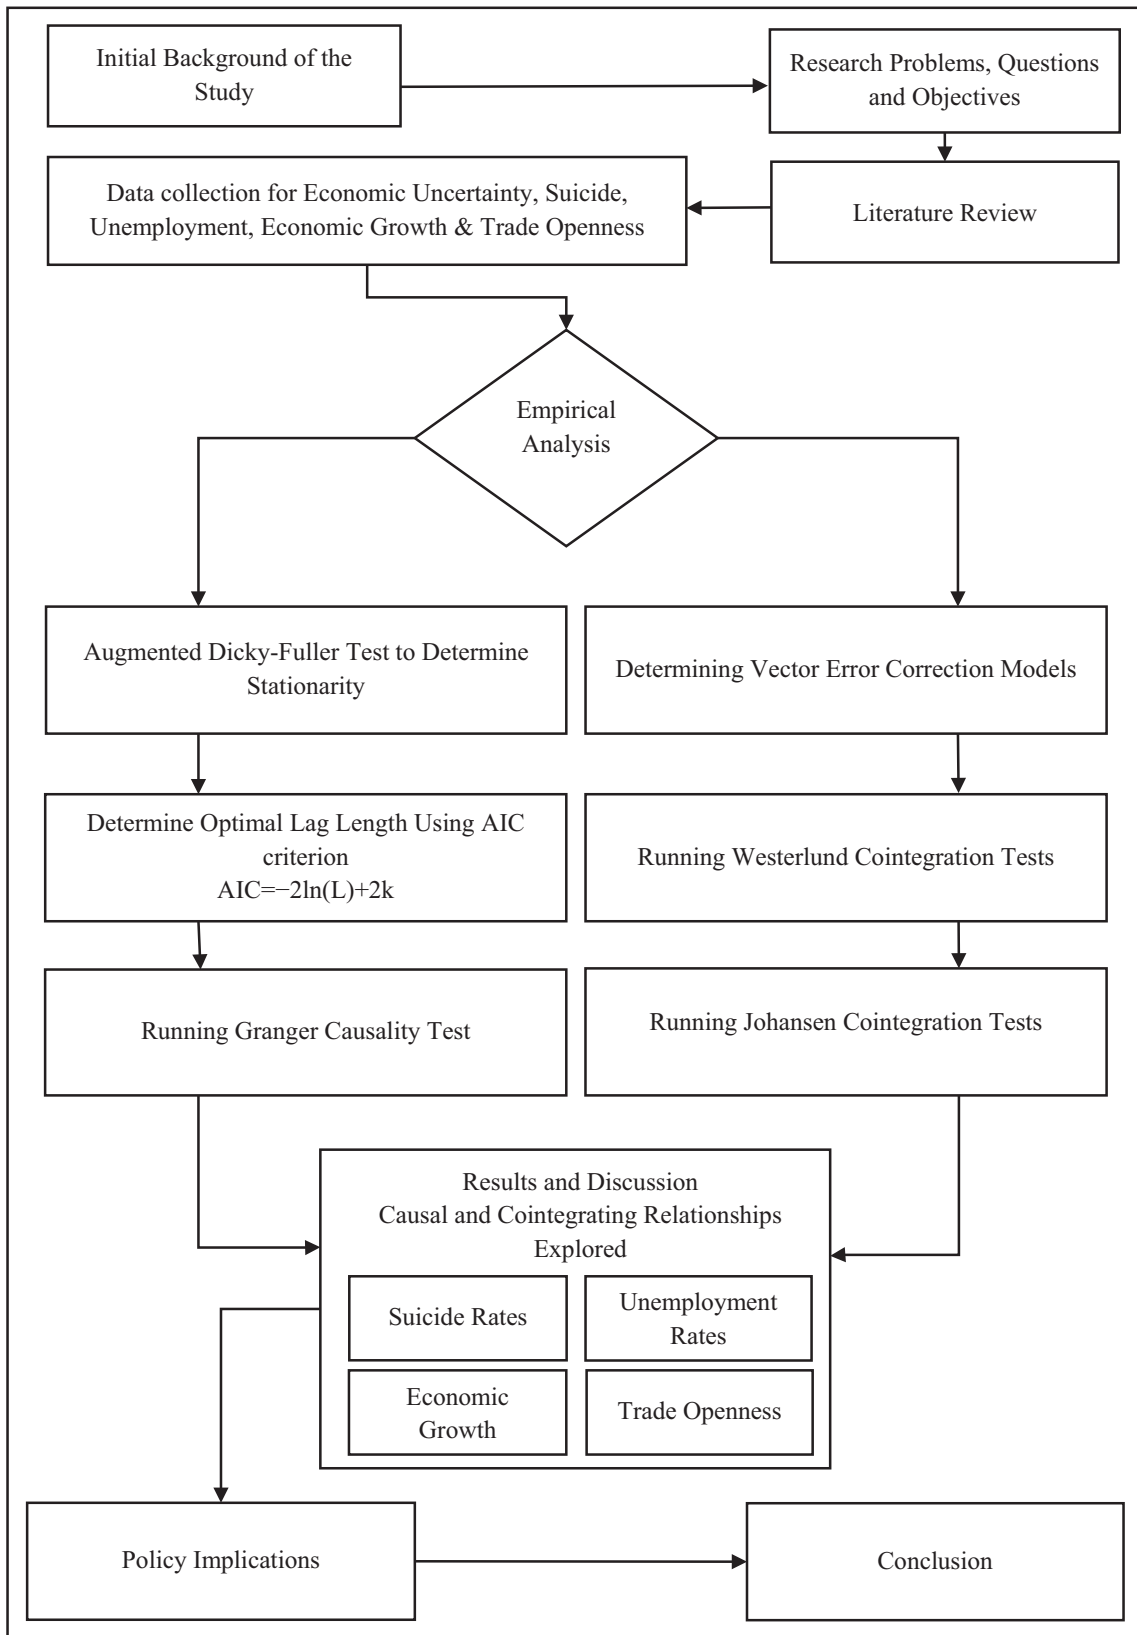 Initial Background of the
Study
Research Problems, Questions
and Objectives
Data collection for Economic Uncertainty, Suicide,
Unemployment, Economic Growth & Trade Openness
Literature Review
Empirical
Analysis
Augmented Dicky-Fuller Test to Determine
Stationarity
Determining Vector Error Correction Models
Determine Optimal Lag Length Using AIC
criterion
AIC=−2ln(L)+2k
Running Westerlund Cointegration Tests
Running Granger Causality Test
Running Johansen Cointegration Tests
Results and Discussion
Causal and Cointegrating Relationships
Explored
Suicide Rates
Unemployment
Rates
Economic
Growth
Trade Openness
Policy Implications
Conclusion